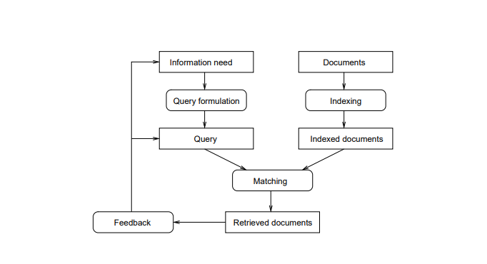 Information need
Documents
Query formulation
Indexing
Query
Indexed documents
Matching
Feedback
Retrieved documents